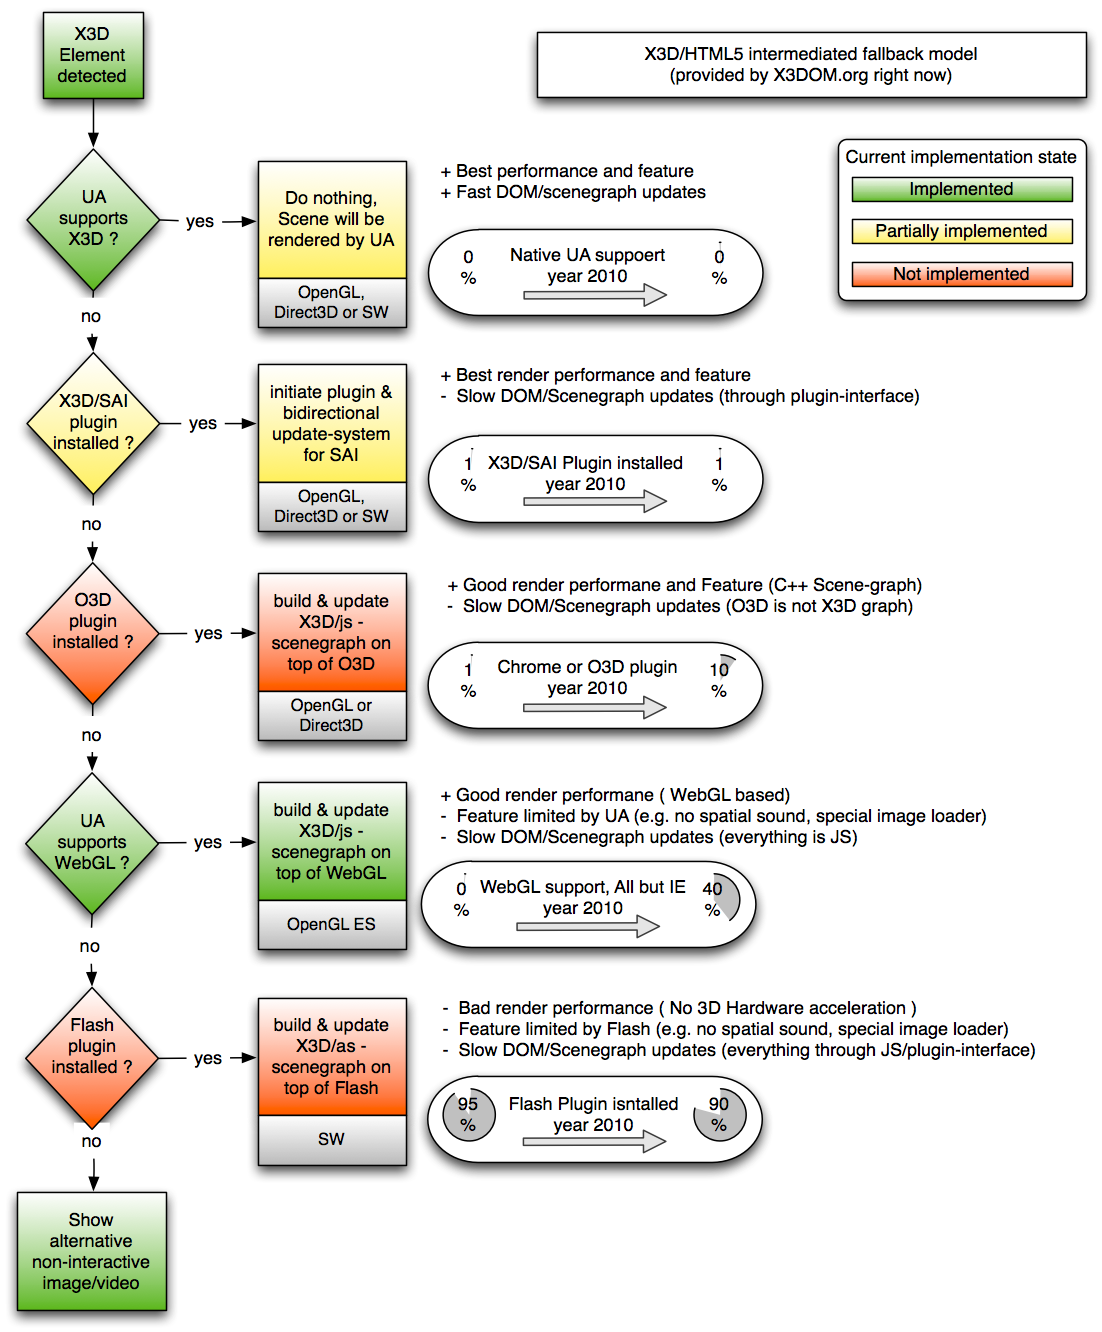 X3D
Element
detected
X3D/HTML5 intermediated fallback model
(provided by X3DOM.org right now)
Current implementation state
Implemented
Partially implemented
Not implemented
UA
supports
X3D ?
yes
Do nothing,
Scene will be
rendered by UA
OpenGL,
Direct3D or SW
+ Best performance and feature
+ Fast DOM/scenegraph updates
0
%
Native UA suppoert
year 2010
0
%
no
X3D/SAI
plugin
installed ?
yes
initiate plugin &
bidirectional
update-system
for SAI
OpenGL,
Direct3D or SW
+ Best render performance and feature
- Slow DOM/Scenegraph updates (through plugin-interface)
1
%
X3D/SAI Plugin installed
year 2010
1
%
no
O3D
plugin
installed ?
yes
build & update
X3D/js -
scenegraph on
top of O3D
OpenGL or
Direct3D
+ Good render performane and Feature (C++ Scene-graph)
- Slow DOM/Scenegraph updates (O3D is not X3D graph)
1
%
Chrome or O3D plugin
year 2010
10
%
no
UA
supports
WebGL ?
yes
build & update
X3D/js -
scenegraph on
top of WebGL
OpenGL ES
+ Good render performane ( WebGL based)
- Feature limited by UA (e.g. no spatial sound, special image loader)
- Slow DOM/Scenegraph updates (everything is JS)
0
%
WebGL support, All but IE
year 2010
40
%
no
Flash
plugin
installed ?
yes
build & update
X3D/as -
scenegraph on
top of Flash
SW
- Bad render performance ( No 3D Hardware acceleration )
- Feature limited by Flash (e.g. no spatial sound, special image loader)
- Slow DOM/Scenegraph updates (everything through JS/plugin-interface)
95
%
Flash Plugin isntalled
year 2010
90
%
no
Show
alternative
non-interactive
image/video